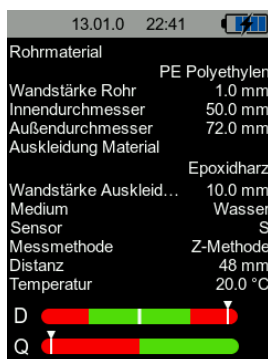 13.01.0 22:41
Rohrmaterial
PE Polyethylen
Wandstärke Rohr 1.0 mm
Innendurchmesser 50.0 mm
Außendurchmesser 72.0 mm
Auskleidung Material
Epoxidharz
Wandstärke Auskleid... 10.0 mm
Medium Wasser
Sensor S
Messmethode Z-Methode
Distanz 48 mm
Temperatur 20.0 °C
D
Q